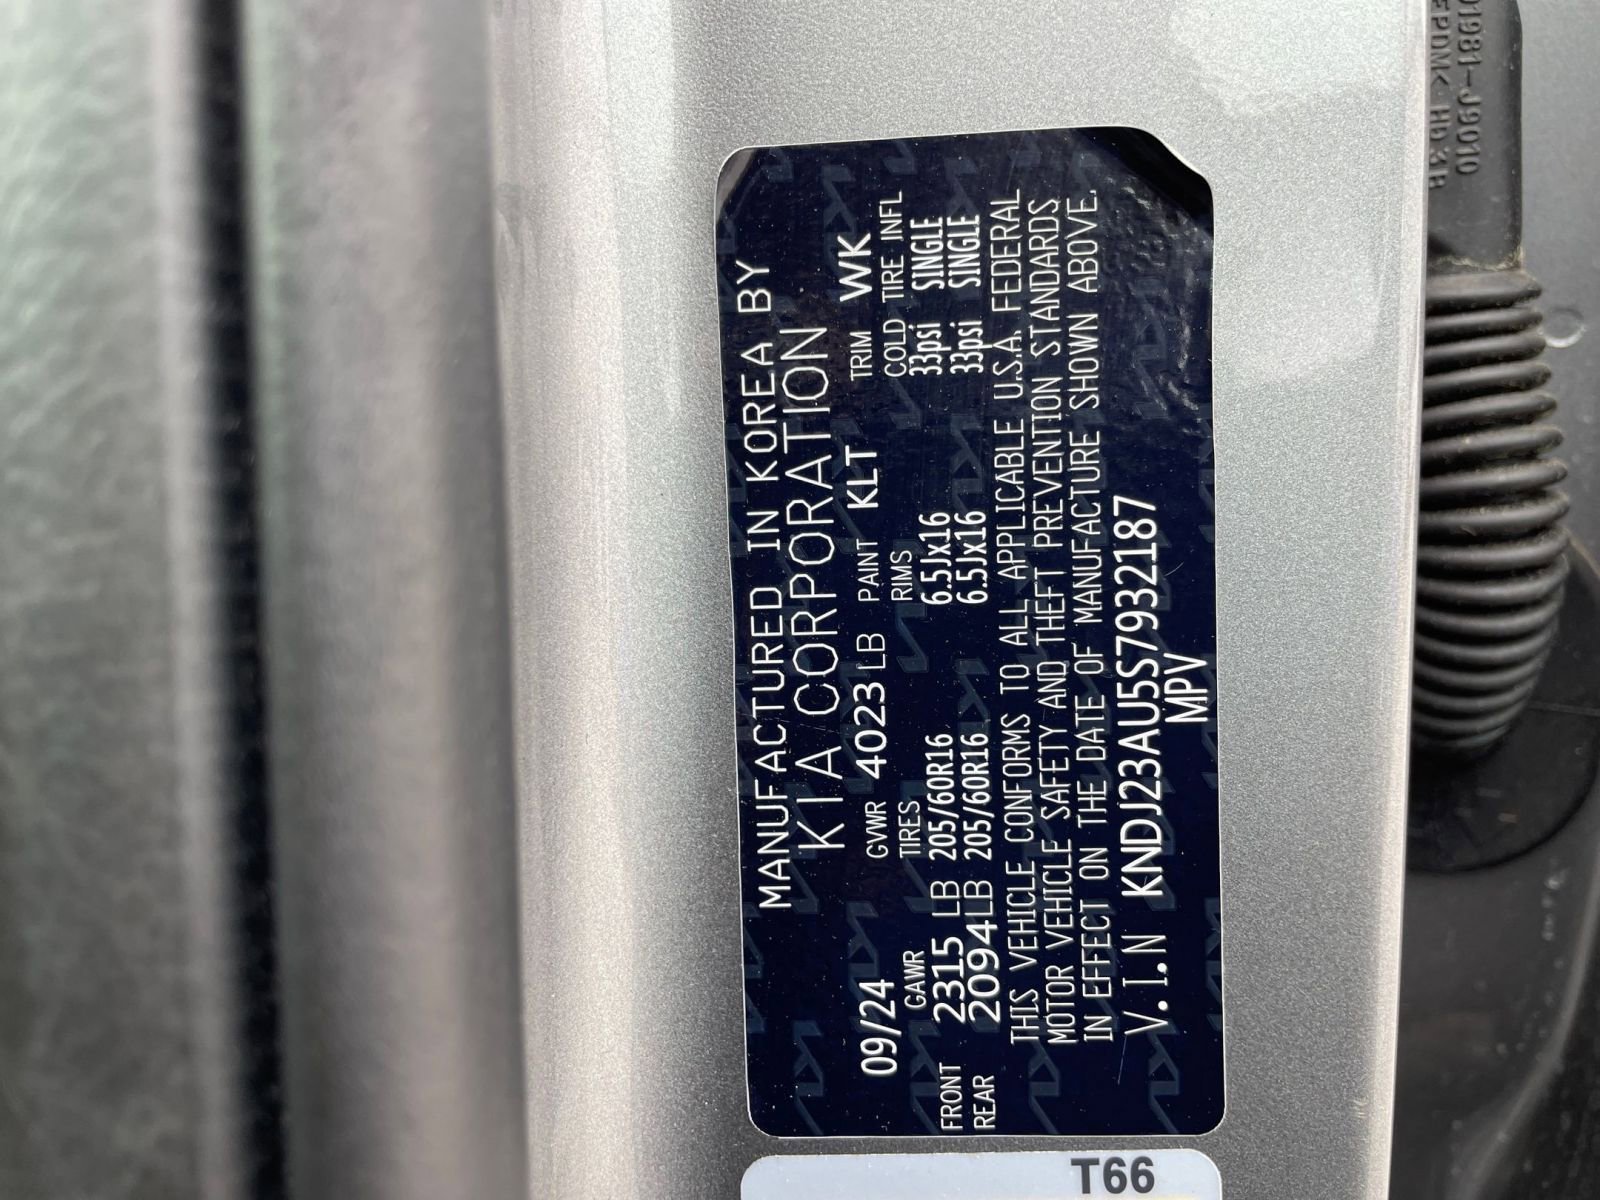 MANUFACTURED IN KOREA BY
KIA CORPORATION
09/24 GVWR 4023 LB PAINT KLT TRIM WK
GAWR TIRES RIMS COLD TIRE INFL
FRONT 2315 LB 205/60R16 6.5Jx16 33psi SINGLE
REAR 2094LB 205/60R16 6.5Jx16 33psi SINGLE
THIS VEHICLE CONFORMS TO ALL APPLICABLE U.S.A. FEDERAL
MOTOR VEHICLE SAFETY AND THEFT PREVENTION STANDARDS
IN EFFECT ON THE DATE OF MANUFACTURE SHOWN ABOVE.
V.I.N KNDJ23AU5S7932187
MPV
T66
01981-J9010